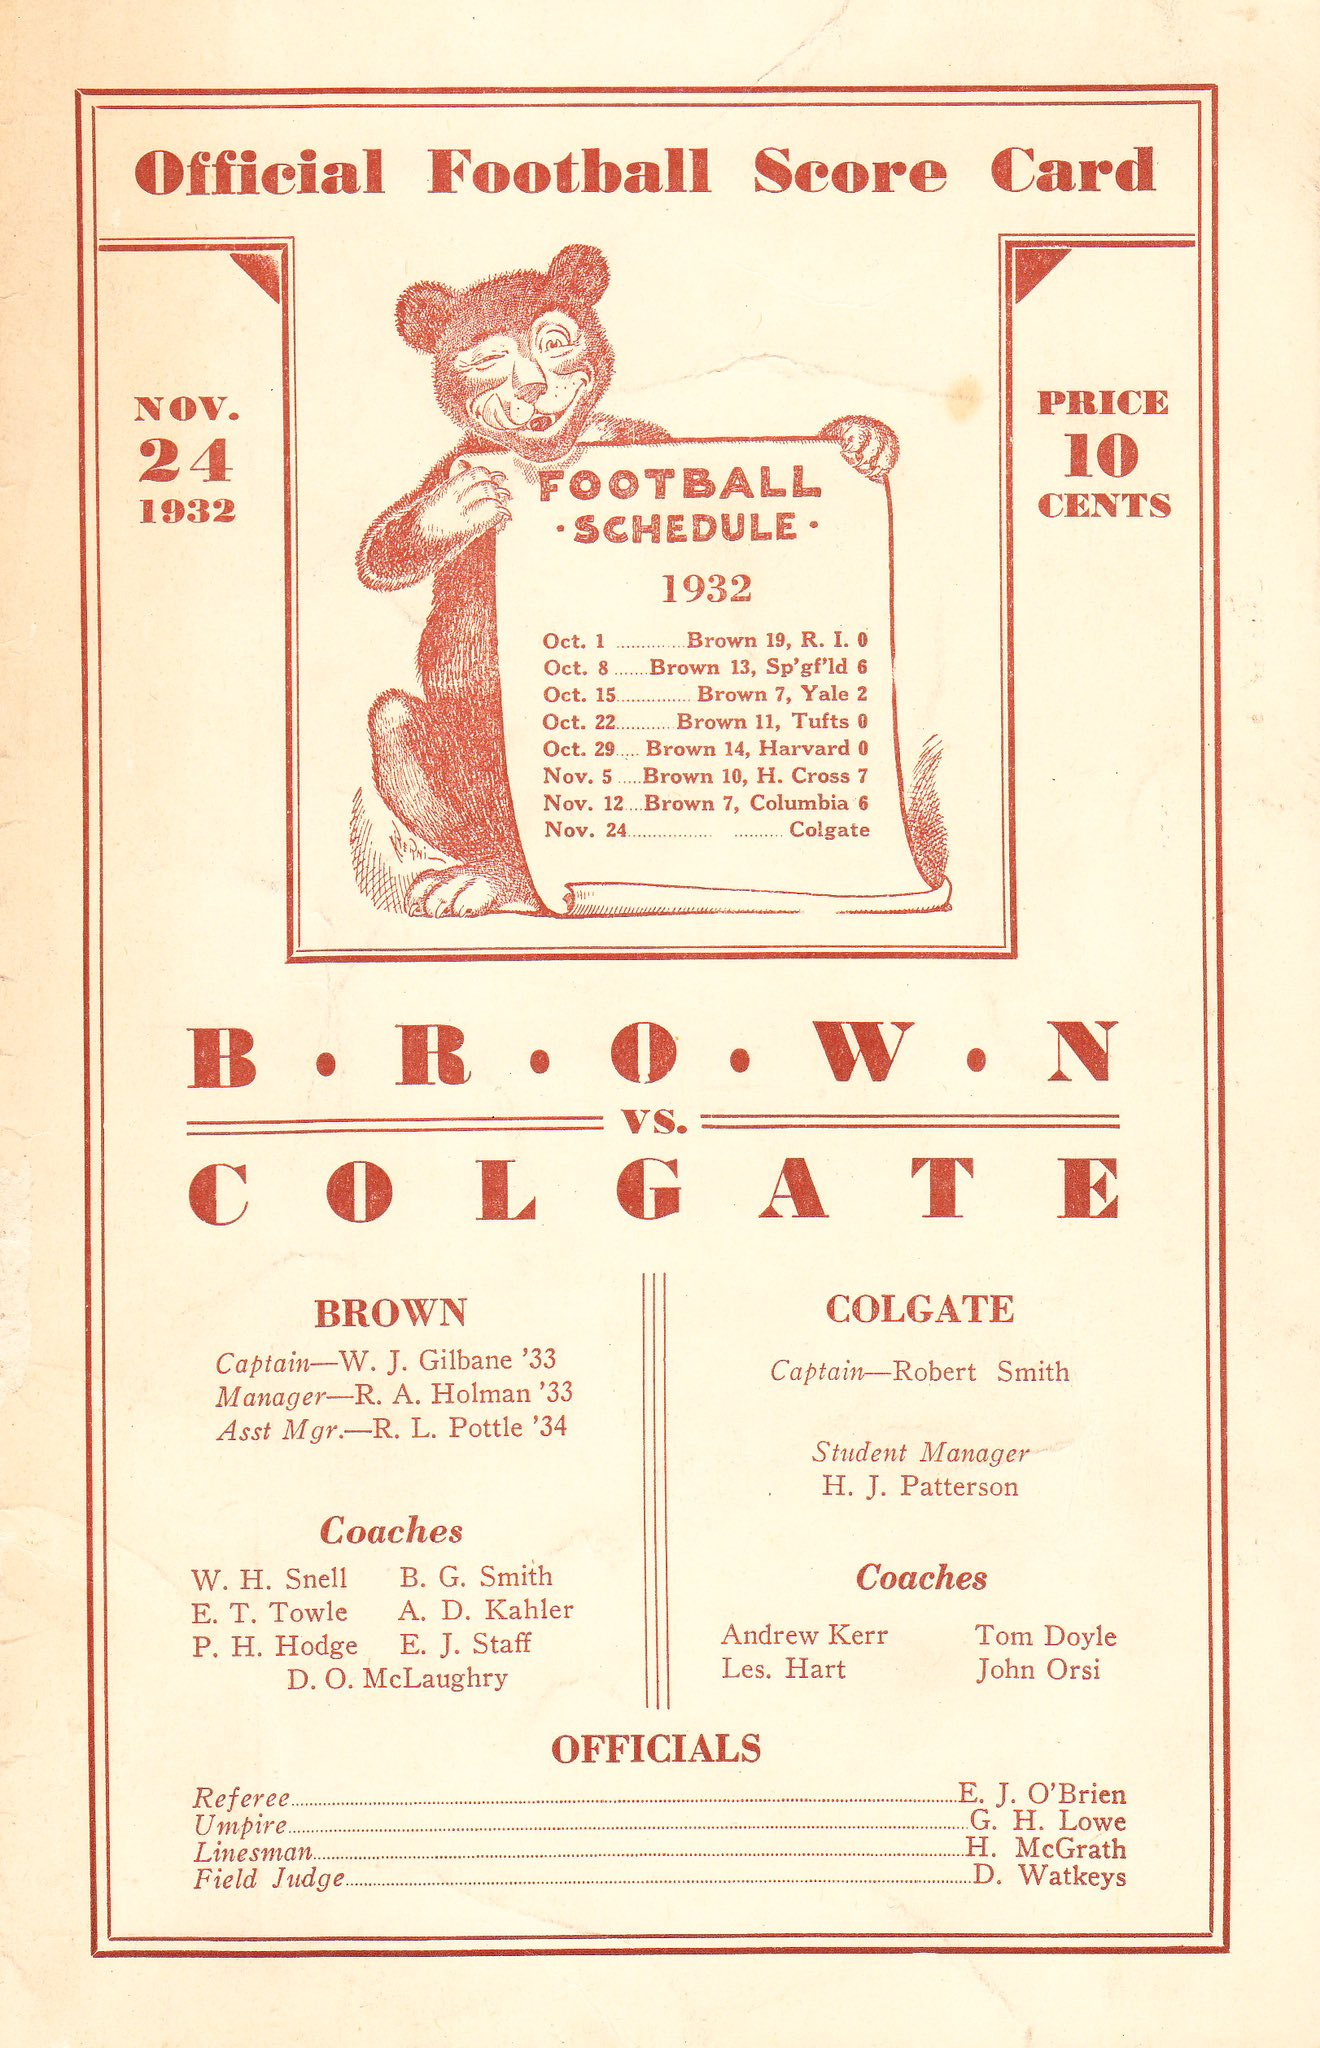 Official Football Score Card
NOV.
24
1932
PRICE
10
CENTS
FOOTBALL
· SCHEDULE ·
1932
Oct. 1 ............. Brown 19, R. I. 0
Oct. 8 ...... Brown 13, Sp'gf'ld 6
Oct. 15 ............. Brown 7, Yale 2
Oct. 22 .......... Brown 11, Tufts 0
Oct. 29 ..... Brown 14, Harvard 0
Nov. 5 ..... Brown 10, H. Cross 7
Nov. 12 ... Brown 7, Columbia 6
Nov. 24 ............... ......... Colgate
B · R · O · W · N
VS.
COLGATE
BROWN
Captain—W. J. Gilbane '33
Manager—R. A. Holman '33
Asst Mgr.—R. L. Pottle '34
Coaches
W. H. Snell B. G. Smith
E. T. Towle A. D. Kahler
P. H. Hodge E. J. Staff
D. O. McLaughry
COLGATE
Captain—Robert Smith
Student Manager
H. J. Patterson
Coaches
Andrew Kerr Tom Doyle
Les. Hart John Orsi
OFFICIALS
Referee..........E. J. O'Brien
Umpire..........G. H. Lowe
Linesman..........H. McGrath
Field Judge..........D. Watkeys